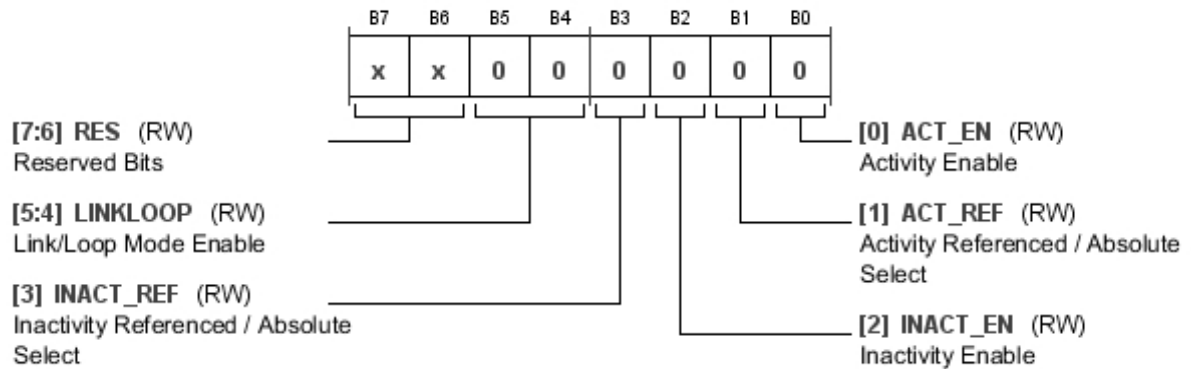 B7 B6 B5 B4 B3 B2 B1 B0
x x 0 0 0 0 0 0
[7:6] RES (RW)
Reserved Bits
[5:4] LINKLOOP (RW)
Link/Loop Mode Enable
[3] INACT_REF (RW)
Inactivity Referenced / Absolute
Select
[0] ACT_EN (RW)
Activity Enable
[1] ACT_REF (RW)
Activity Referenced / Absolute
Select
[2] INACT_EN (RW)
Inactivity Enable